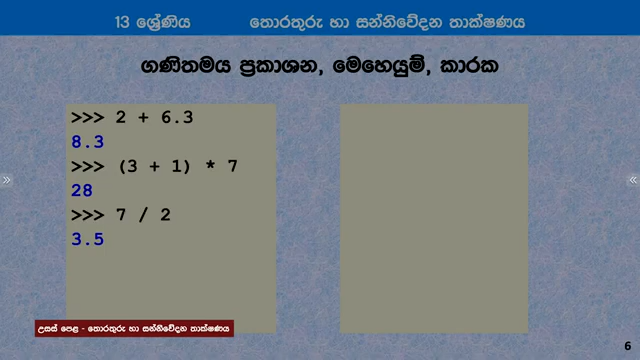 13 ශ්‍රේණිය තොරතුරු හා සන්නිවේදන තාක්ෂණය
ගණිතමය ප්‍රකාශන, මෙහෙයුම්, කාරක
>>> 2 + 6.3
8.3
>>> (3 + 1) * 7
28
>>> 7 / 2
3.5
උසස් පෙළ - තොරතුරු හා සන්නිවේදන තාක්ෂණය
6